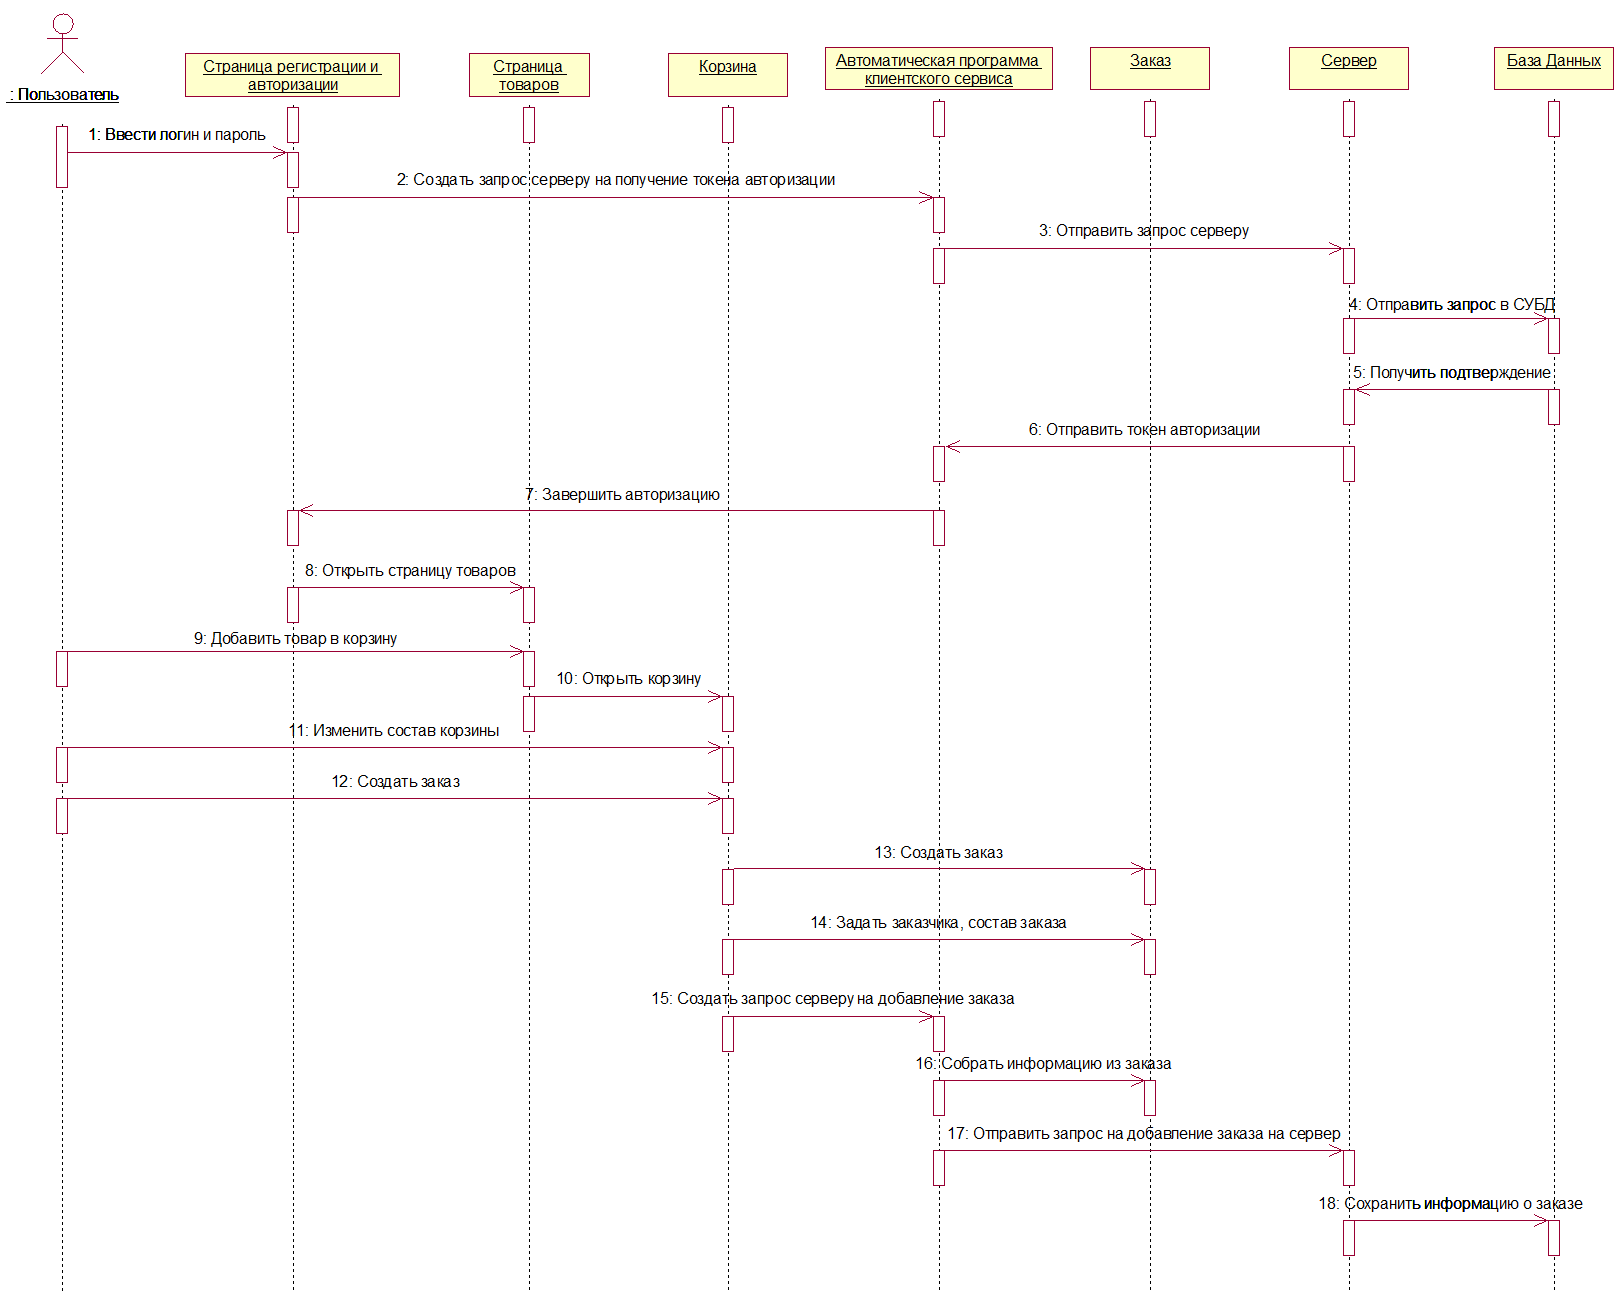 : Пользователь
Страница регистрации и
авторизации
Страница
товаров
Корзина
Автоматическая программа
клиентского сервиса
Заказ
Сервер
База Данных
1: Ввести логин и пароль
2: Создать запрос серверу на получение токена авторизации
3: Отправить запрос серверу
4: Отправить запрос в СУБД
5: Получить подтверждение
6: Отправить токен авторизации
7: Завершить авторизацию
8: Открыть страницу товаров
9: Добавить товар в корзину
10: Открыть корзину
11: Изменить состав корзины
12: Создать заказ
13: Создать заказ
14: Задать заказчика, состав заказа
15: Создать запрос серверу на добавление заказа
16: Собрать информацию из заказа
17: Отправить запрос на добавление заказа на сервер
18: Сохранить информацию о заказе